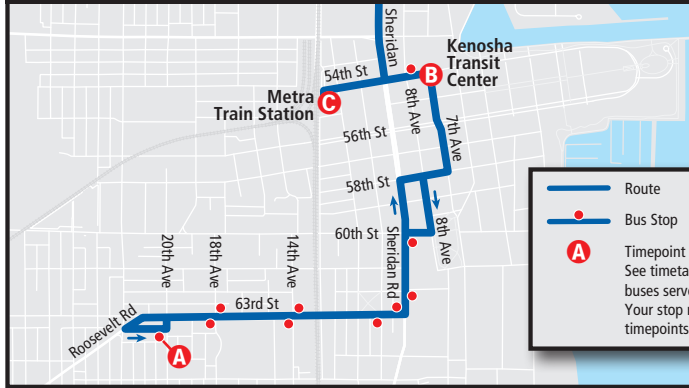 Sheridan
Kenosha
Transit
Center
B
54th St
C
Metra
Train Station
8th Ave
7th Ave
56th St
58th St
8th Ave
60th St
Sheridan Rd
20th Ave
18th Ave
14th Ave
63rd St
Roosevelt Rd
A
Route
Bus Stop
A
Timepoint
See timeta
buses serve
Your stop
timepoints